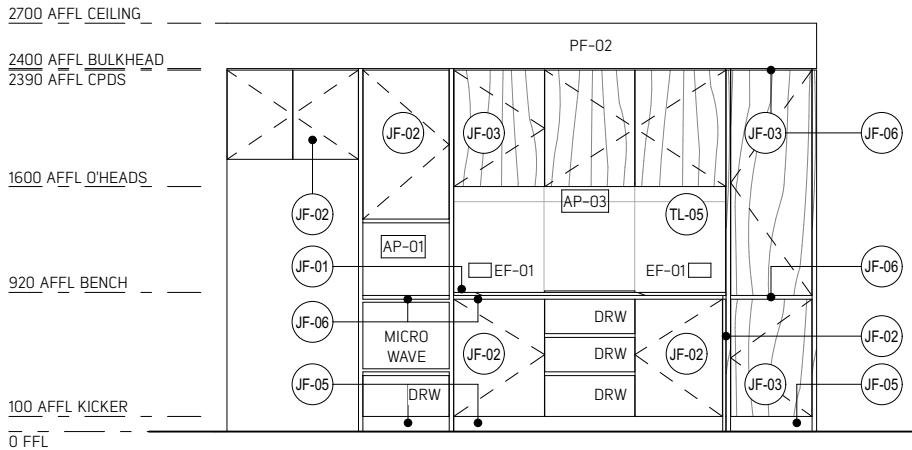 2700 AFFL CEILING
PF-02
2400 AFFL BULKHEAD
2390 AFFL CPDS
JF-02
JF-03
JF-03
JF-06
1600 AFFL O'HEADS
AP-03
JF-02
TL-05
AP-01
JF-01
EF-01
EF-01
JF-06
920 AFFL BENCH
JF-06
DRW
MICRO
WAVE
JF-02
DRW
JF-02
JF-02
JF-05
DRW
DRW
JF-03
JF-05
100 AFFL KICKER
0 FFL